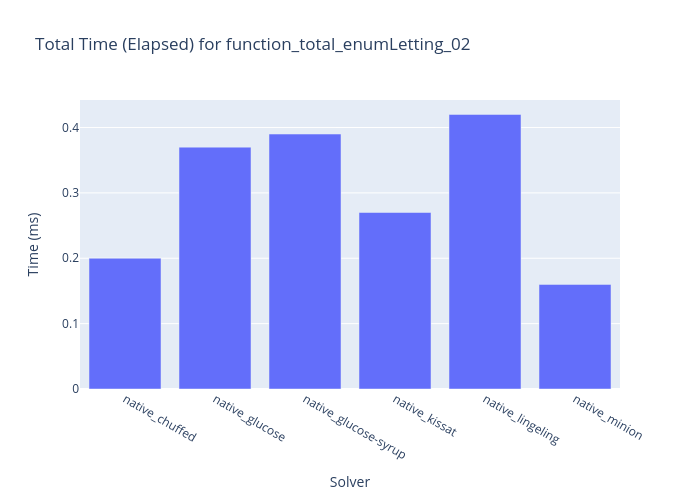 Total Time (Elapsed) for function_total_enumLetting_02
Time (ms)
0.4
0.3
0.2
0.1
0
native_chuffed
native_glucose
native_glucose-syrup
native_kissat
native_lingeling
native_minion
Solver